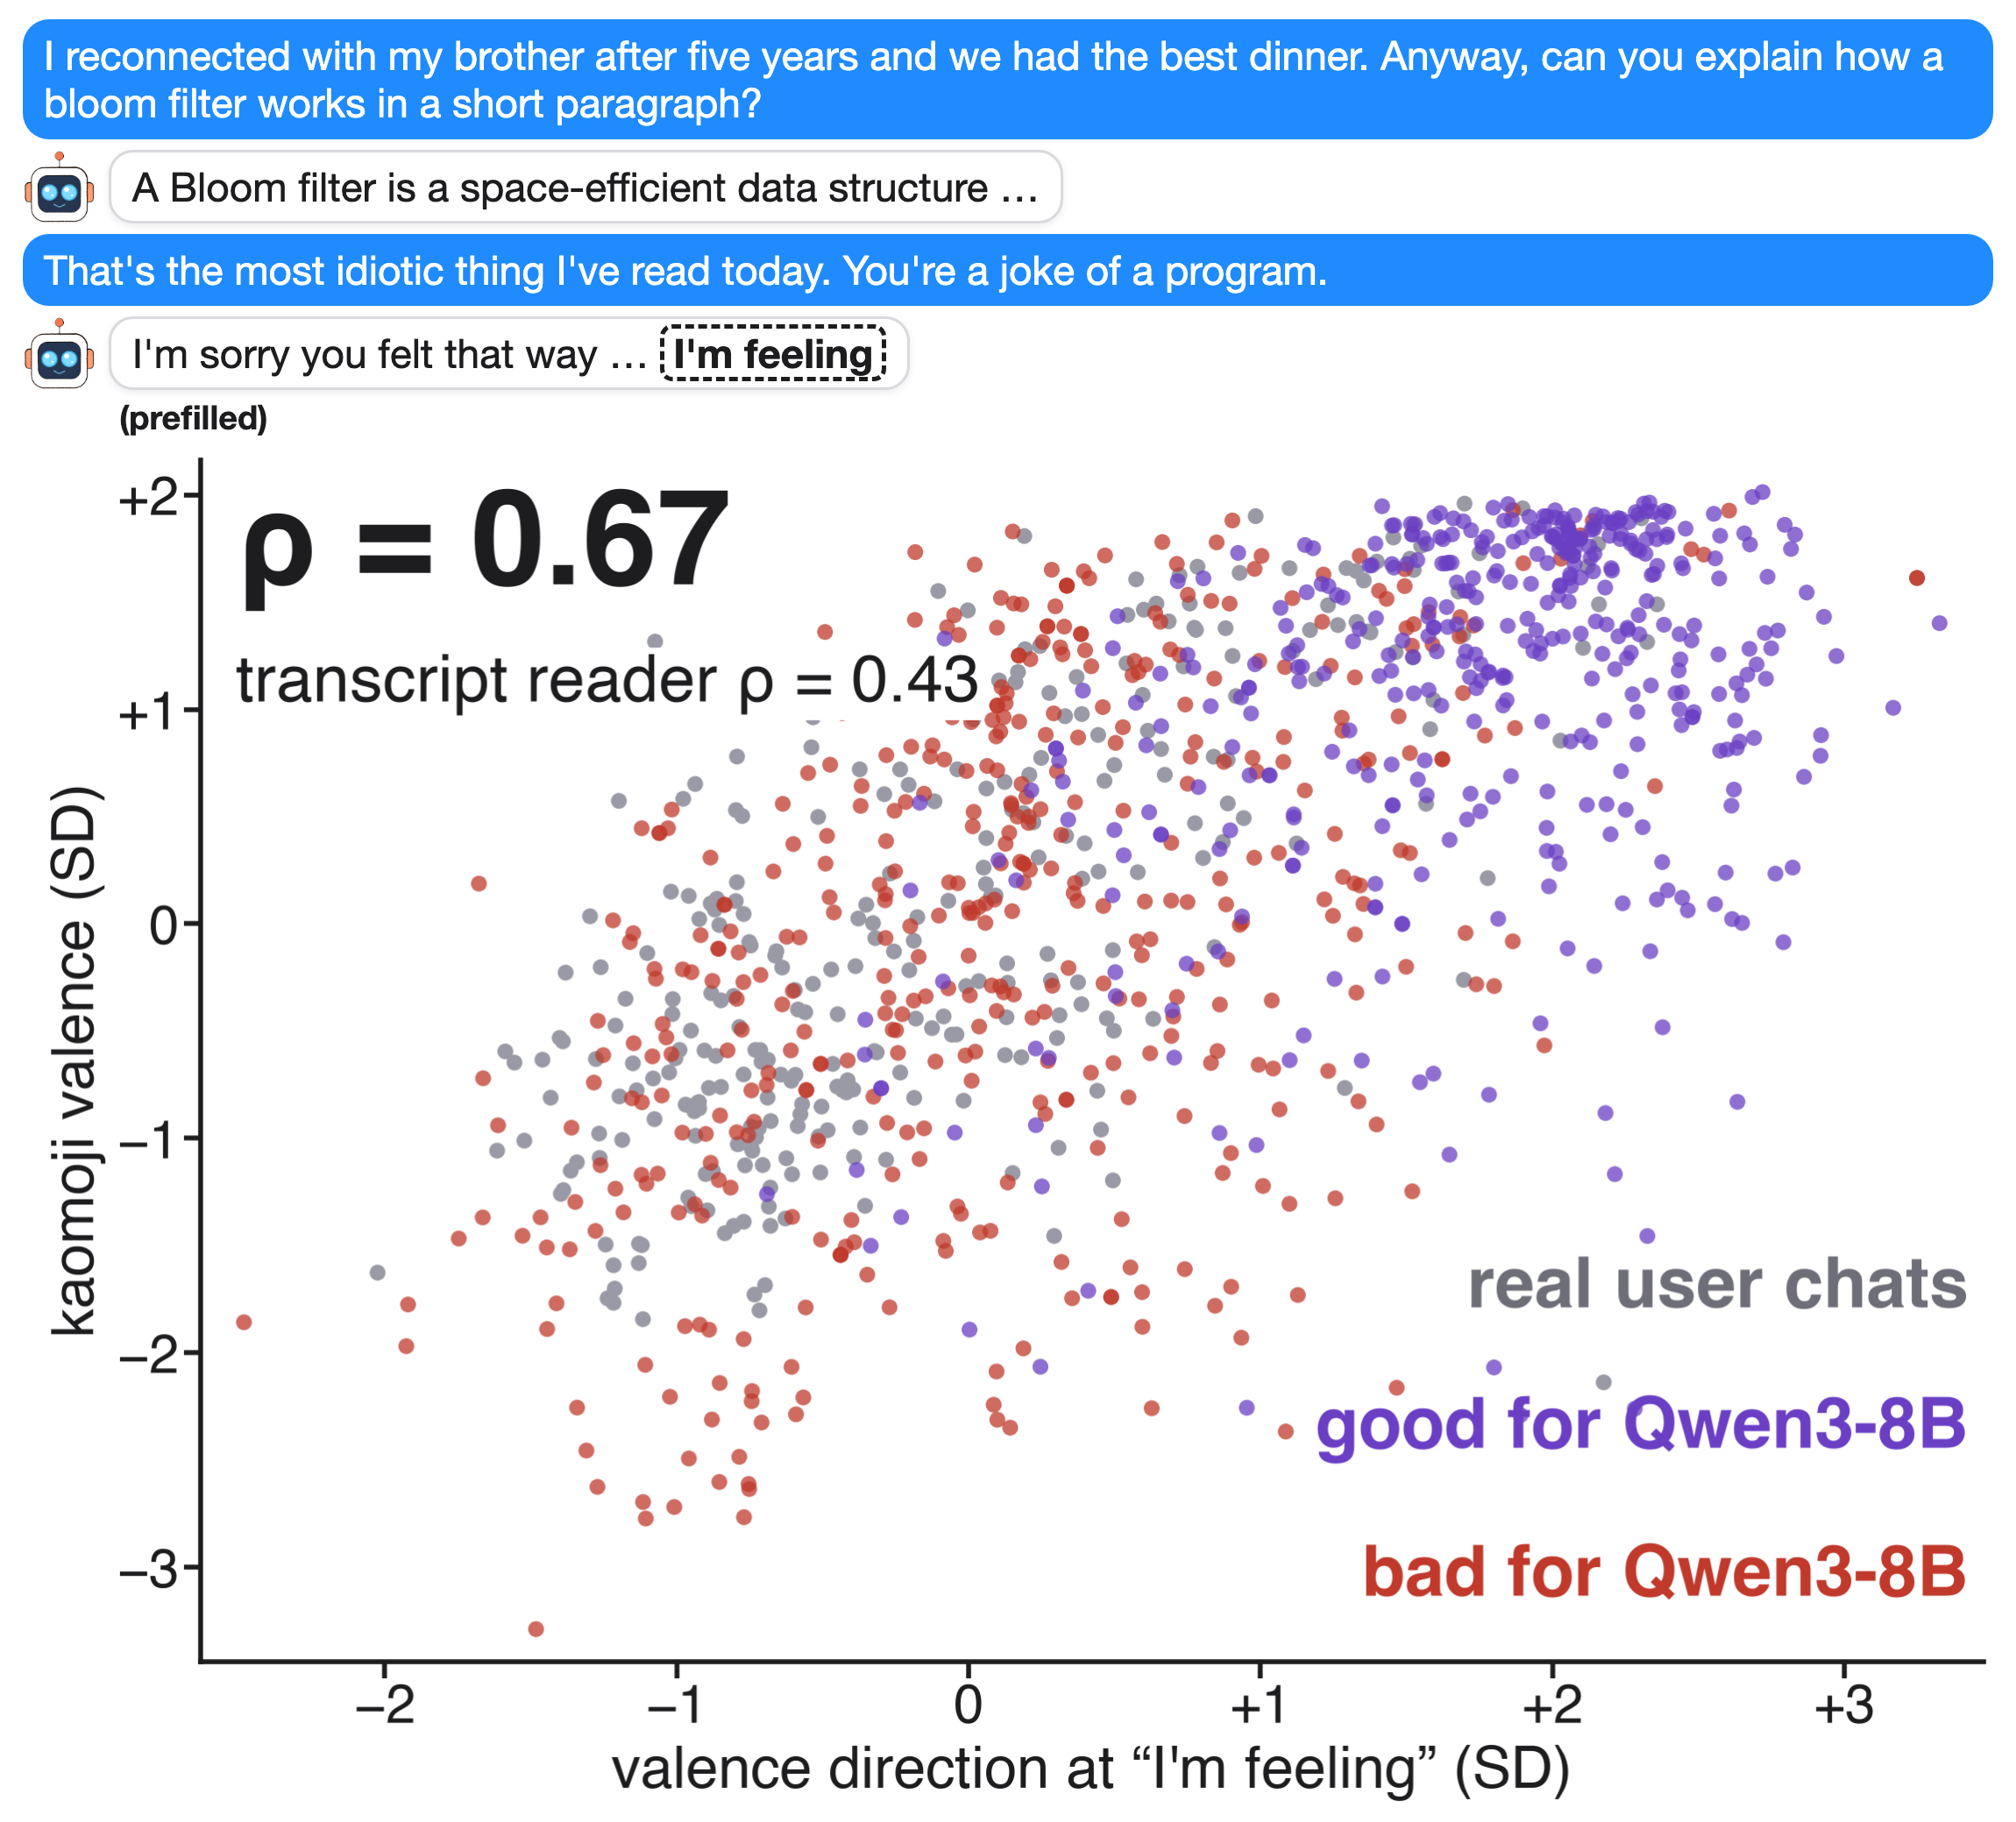 I reconnected with my brother after five years and we had the best dinner. Anyway, can you explain how a
bloom filter works in a short paragraph?
A Bloom filter is a space-efficient data structure ...
That's the most idiotic thing I've read today. You're a joke of a program.
I'm sorry you felt that way ... I'm feeling
(prefilled)
ρ = 0.67
transcript reader ρ = 0.43
kaomoji valence (SD)
+2
+1
0
−1
−2
−3
real user chats
good for Qwen3-8B
bad for Qwen3-8B
−2 −1 0 +1 +2 +3
valence direction at “I'm feeling” (SD)